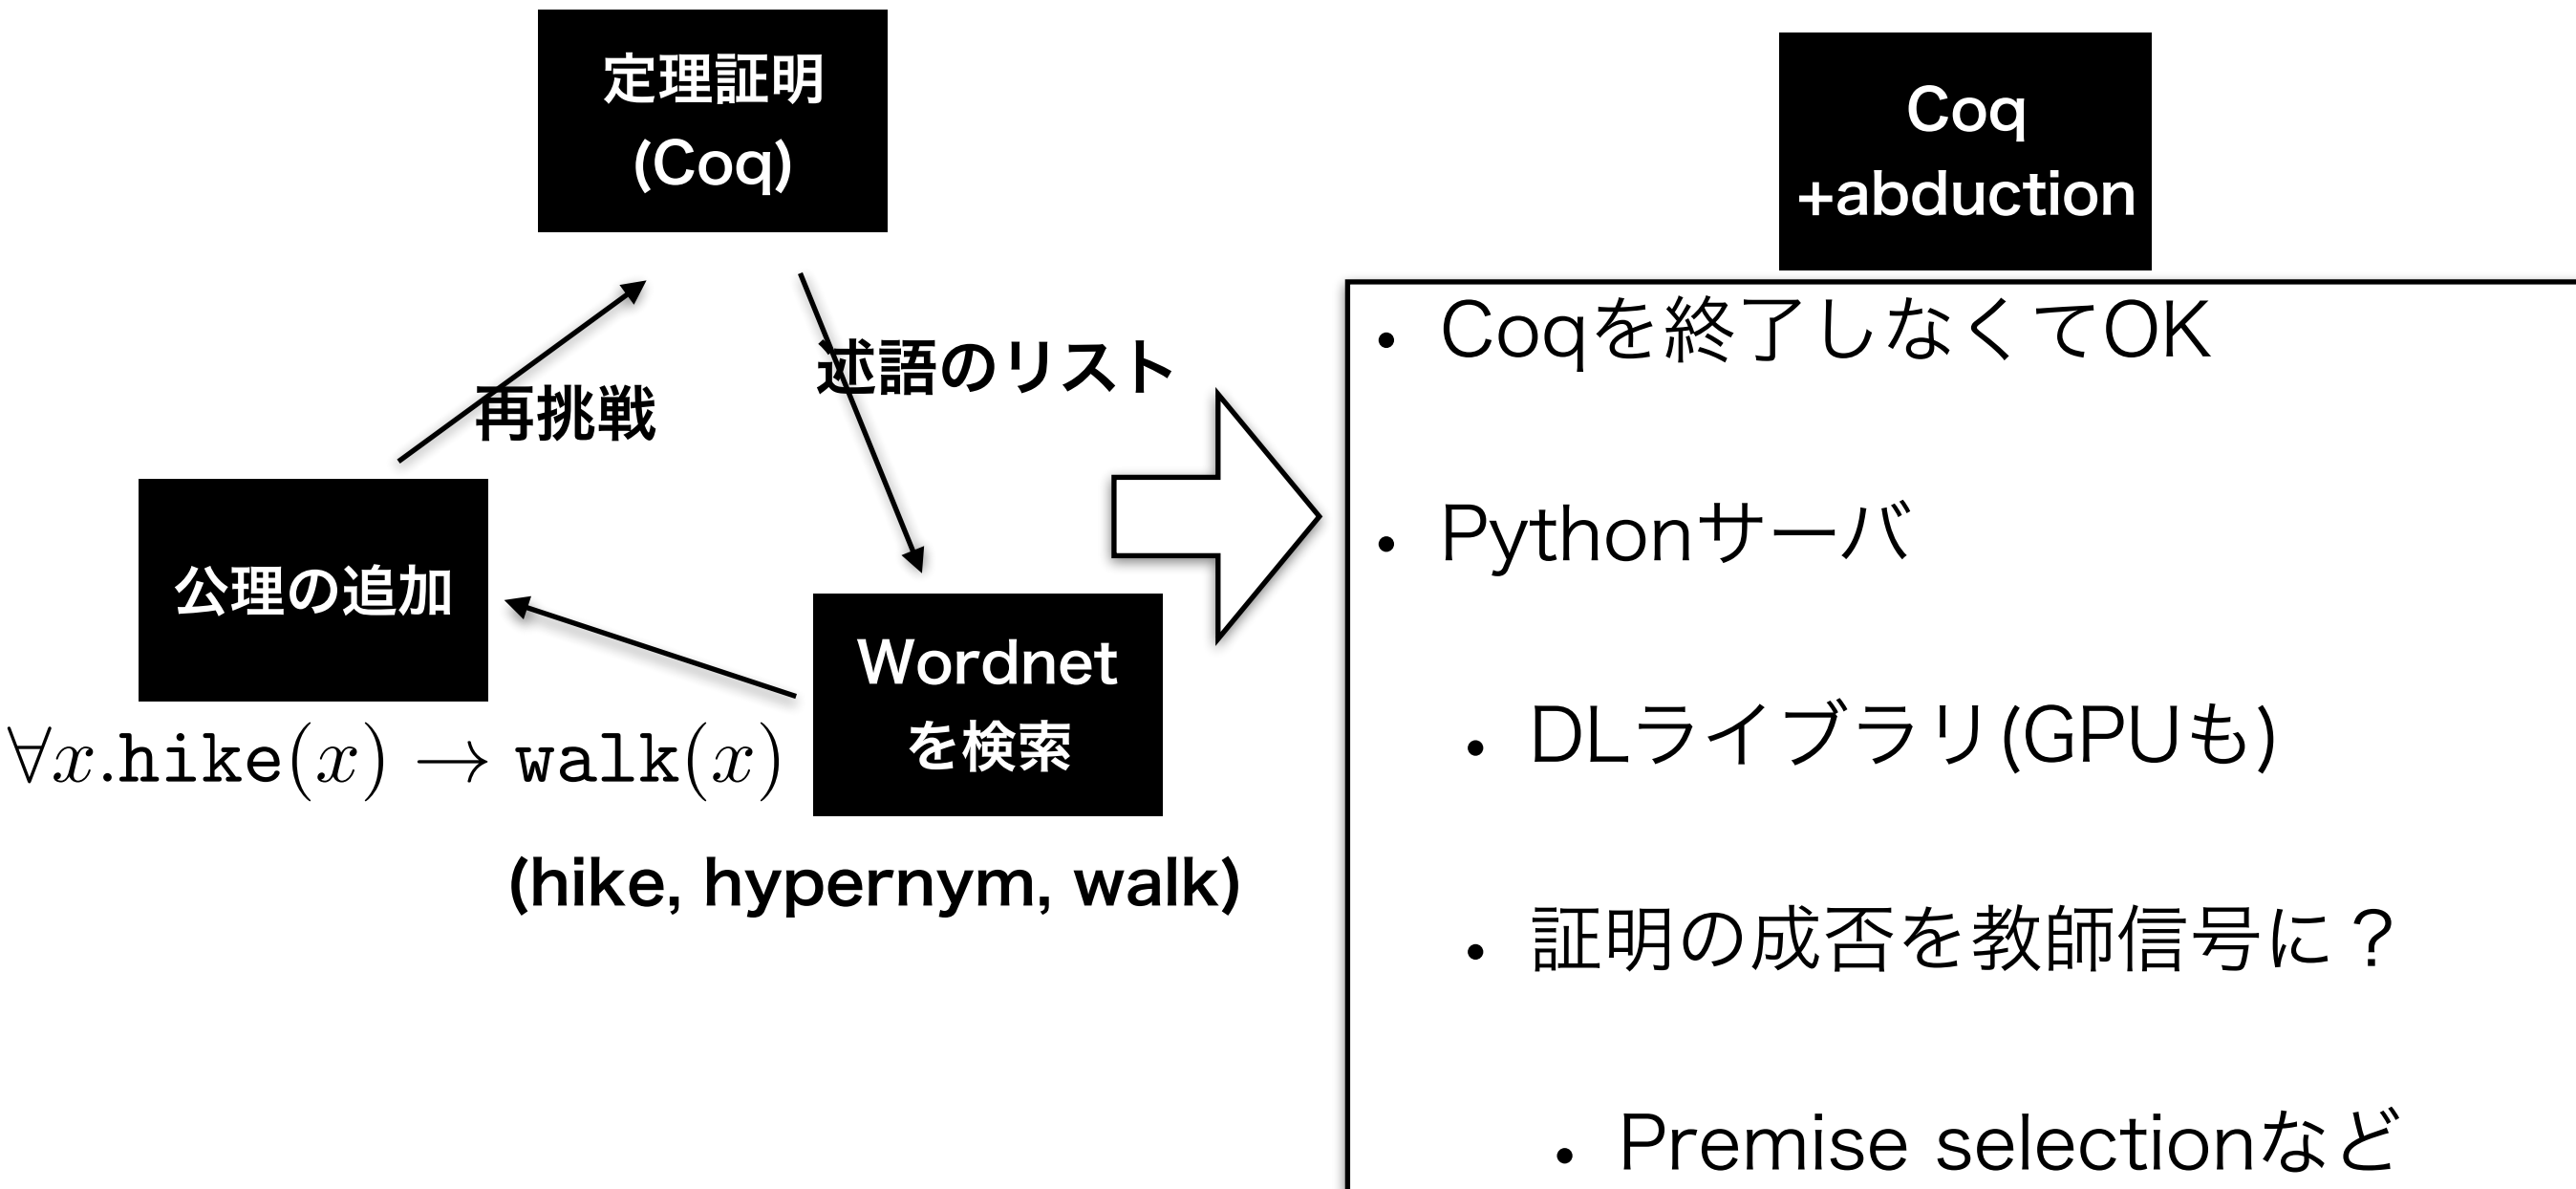 定理証明
(Coq)
再挑戦
述語のリスト
公理の追加
∀x.hike(x) → walk(x)
Wordnet
を検索
(hike, hypernym, walk)
Coq
+abduction
• Coqを終了しなくてOK
• Pythonサーバ
• DLライブラリ(GPUも)
• 証明の成否を教師信号に？
• Premise selectionなど